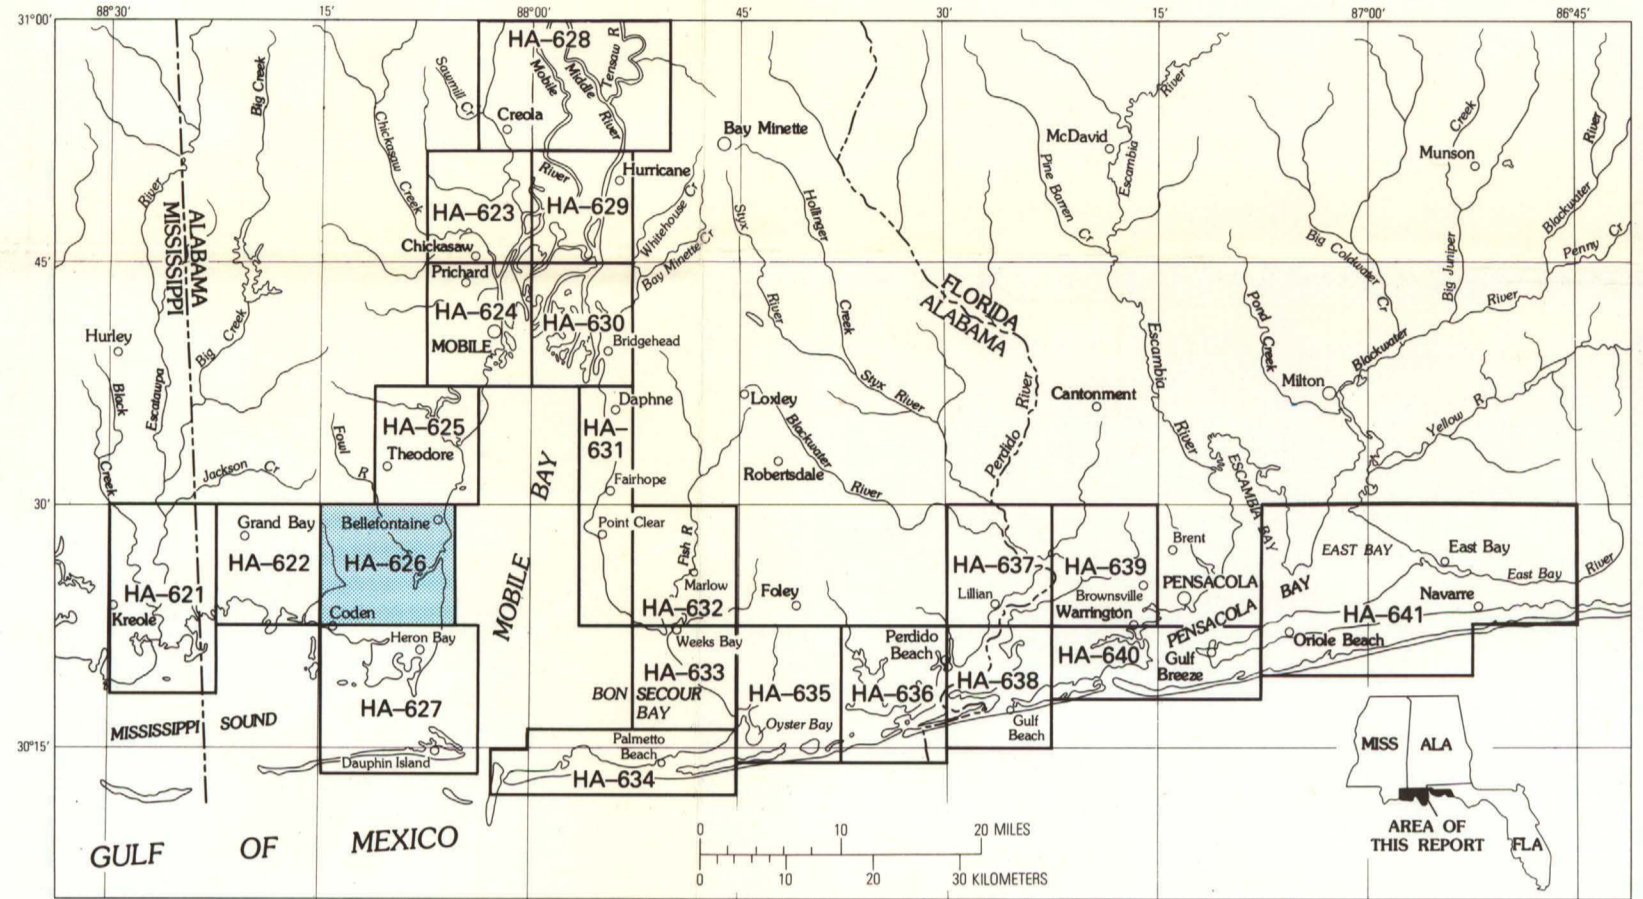 88°30'
15'
88°00'
45'
30'
15'
87°00'
86°45'
31°00'
45'
30'
30°15'
HA–628
Mobile
Middle
River
Tensaw R
Sawmill Cr
Creola
Big Creek
Chickasaw Creek
River
Bay Minette
McDavid
River
Escambia
Pine Barren Cr
Munson
Creek
River
Big Juniper
Blackwater
Penny Cr
Big Coldwater Cr
River
MISSISSIPPI
ALABAMA
HA–623
HA–629
Hurricane
Whitehouse Cr
Bay Minette Cr
Styx
River
Hollinger
Creek
Chickasaw
Prichard
HA–624
MOBILE
HA–630
Bridgehead
FLORIDA
ALABAMA
Pond Creek
River
Blackwater
Hurley
Big Creek
Black
Creek
Escatawpa
Styx
River
Perdido
River
Cantonment
Escambia
River
Milton
Yellow R
HA–625
Theodore
Fowl R
Jackson Cr
Daphne
HA–
631
Fairhope
Loxley
Blackwater
River
Robertsdale
BAY
MOBILE
ESCAMBIA BAY
Grand Bay
HA–622
Bellefontaine
HA–626
Coden
HA–621
Kreole
Point Clear
Fish R
Marlow
HA–632
Weeks Bay
Foley
HA–637
Lillian
HA–639
Brownsville
Warrington
Brent
PENSACOLA
PENSACOLA
BAY
EAST BAY
East Bay
East Bay
River
Navarre
HA–641
Oriole Beach
Heron Bay
HA–627
Dauphin Island
HA–633
BON SECOUR
BAY
HA–635
Oyster Bay
Perdido
Beach
HA–636
HA–638
Gulf
Beach
HA–640
Gulf
Breeze
Palmetto
Beach
HA–634
MISSISSIPPI SOUND
GULF OF MEXICO
0 10 20 MILES
0 10 20 30 KILOMETERS
MISS
ALA
FLA
AREA OF
THIS REPORT